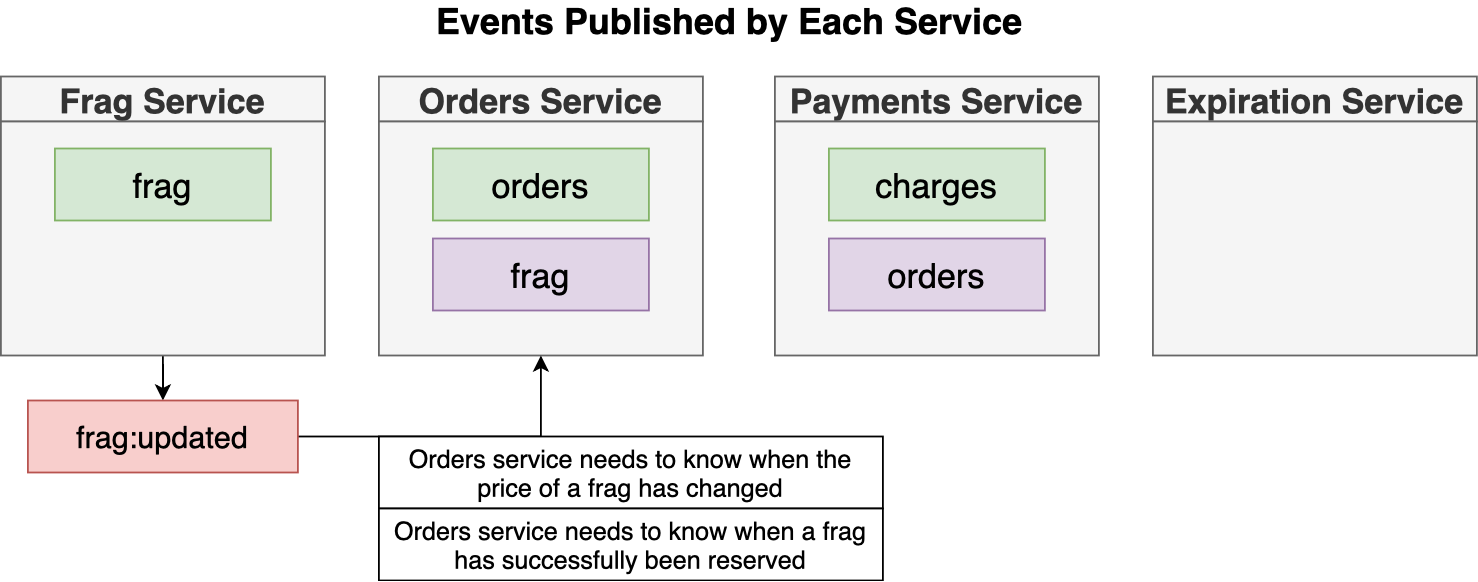 Events Published by Each Service
Frag Service
frag
Orders Service
orders
frag
Payments Service
charges
orders
Expiration Service
frag:updated
Orders service needs to know when the
price of a frag has changed
Orders service needs to know when a frag
has successfully been reserved